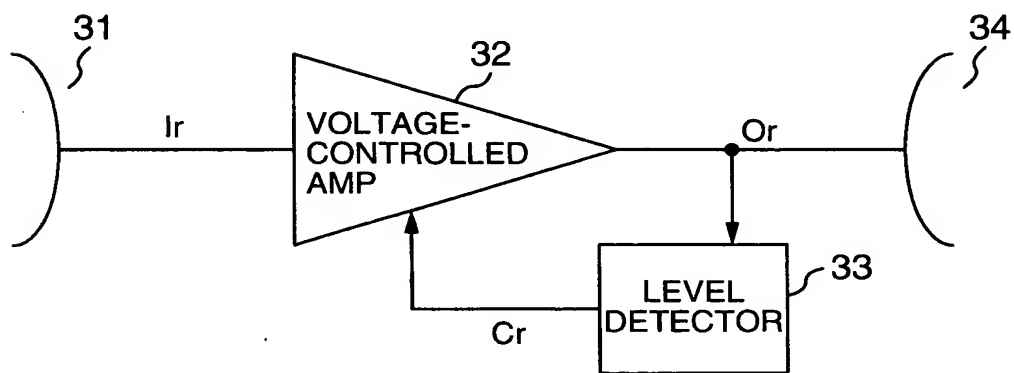 31
32
34
Ir
VOLTAGE-
CONTROLLED
AMP
Or
33
LEVEL
DETECTOR
Cr